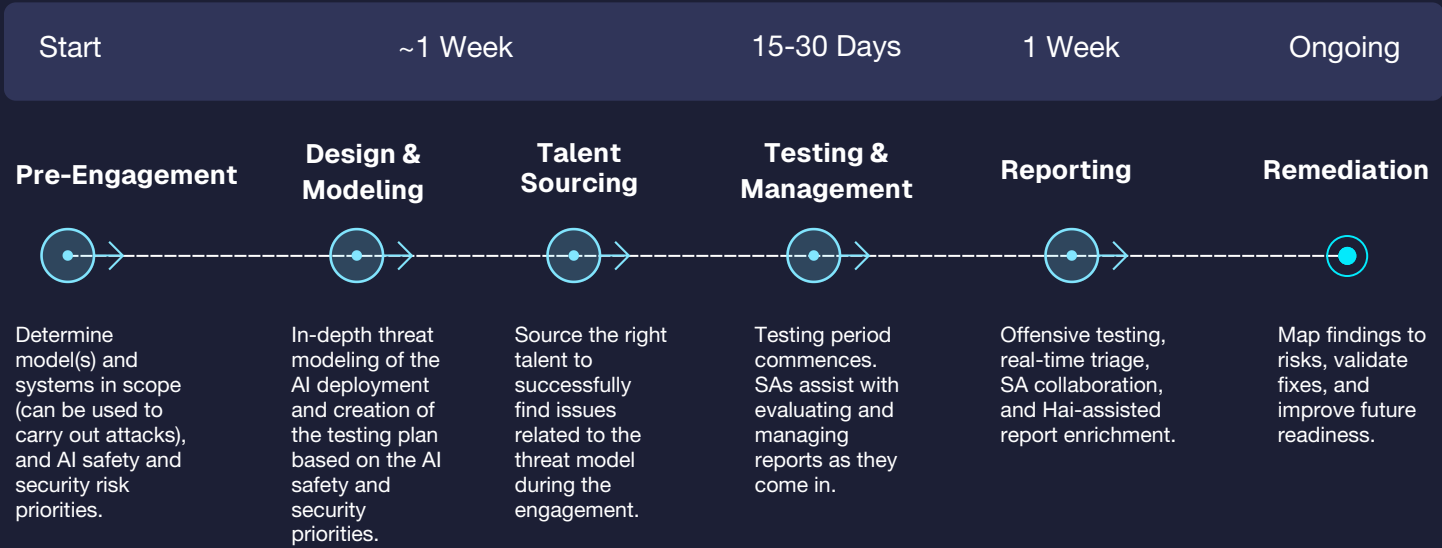 Start
~1 Week
15-30 Days
1 Week
Ongoing
Pre-Engagement
Design &
Modeling
Talent
Sourcing
Testing &
Management
Reporting
Remediation
Determine
model(s) and
systems in scope
(can be used to
carry out attacks),
and AI safety and
security risk
priorities.
In-depth threat
modeling of the
AI deployment
and creation of
the testing plan
based on the AI
safety and
security
priorities.
Source the right
talent to
successfully
find issues
related to the
threat model
during the
engagement.
Testing period
commences.
SAs assist with
evaluating and
managing
reports as they
come in.
Offensive testing,
real-time triage,
SA collaboration,
and Hai-assisted
report enrichment.
Map findings to
risks, validate
fixes, and
improve future
readiness.